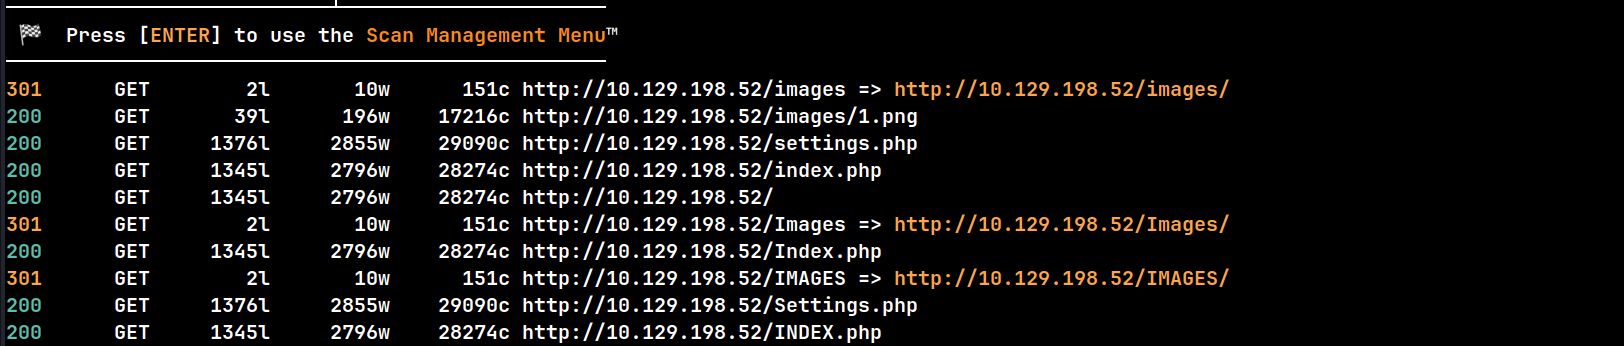 🏁 Press [ENTER] to use the Scan Management Menu™
301 GET 2l 10w 151c http://10.129.198.52/images => http://10.129.198.52/images/
200 GET 39l 196w 17216c http://10.129.198.52/images/1.png
200 GET 1376l 2855w 29090c http://10.129.198.52/settings.php
200 GET 1345l 2796w 28274c http://10.129.198.52/index.php
200 GET 1345l 2796w 28274c http://10.129.198.52/
301 GET 2l 10w 151c http://10.129.198.52/Images => http://10.129.198.52/Images/
200 GET 1345l 2796w 28274c http://10.129.198.52/Index.php
301 GET 2l 10w 151c http://10.129.198.52/IMAGES => http://10.129.198.52/IMAGES/
200 GET 1376l 2855w 29090c http://10.129.198.52/Settings.php
200 GET 1345l 2796w 28274c http://10.129.198.52/INDEX.php